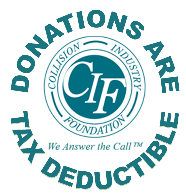 DONATIONS ARE
COLLISION INDUSTRY
CIF
FOUNDATION
We Answer the Call™
TAX DEDUCTIBLE